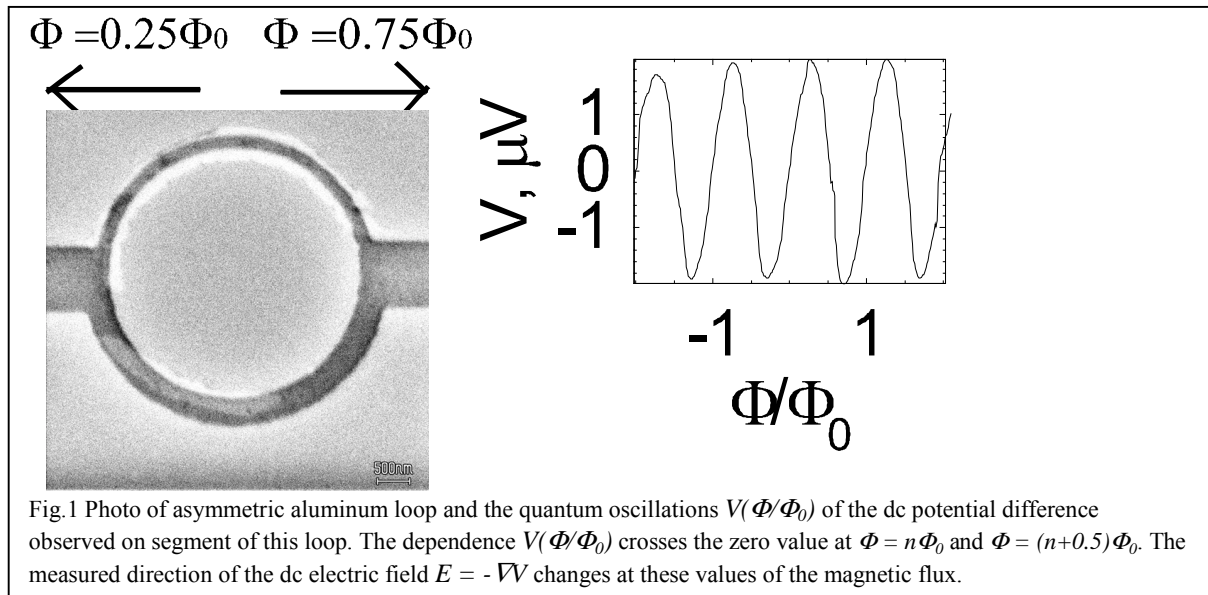 Φ =0.25Φ0 Φ =0.75Φ0
V, μV
1
0
-1
-1 1
Φ/Φ0
500nm
Fig.1 Photo of asymmetric aluminum loop and the quantum oscillations V(Φ/Φ0) of the dc potential difference
observed on segment of this loop. The dependence V(Φ/Φ0) crosses the zero value at Φ = nΦ0 and Φ = (n+0.5)Φ0. The
measured direction of the dc electric field E = -∇V changes at these values of the magnetic flux.